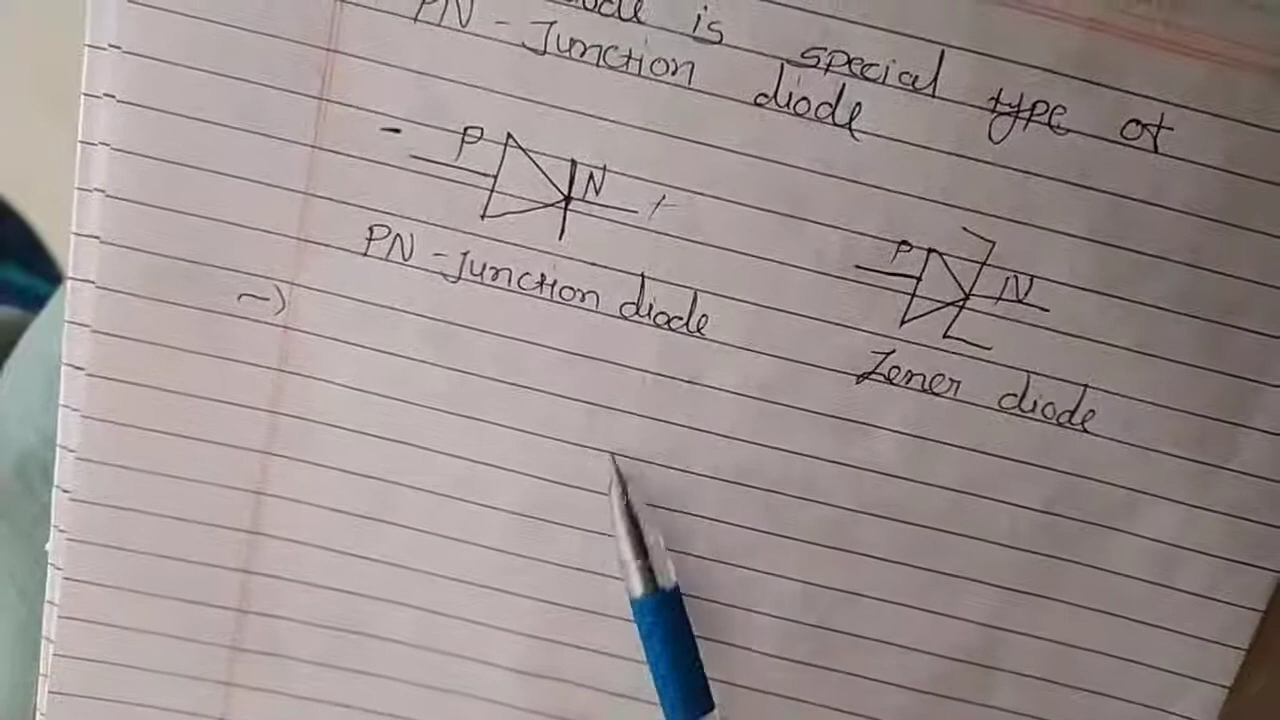 is special type of
PN - Junction diode
- P N +
PN - Junction diode
P N
Zener diode
→